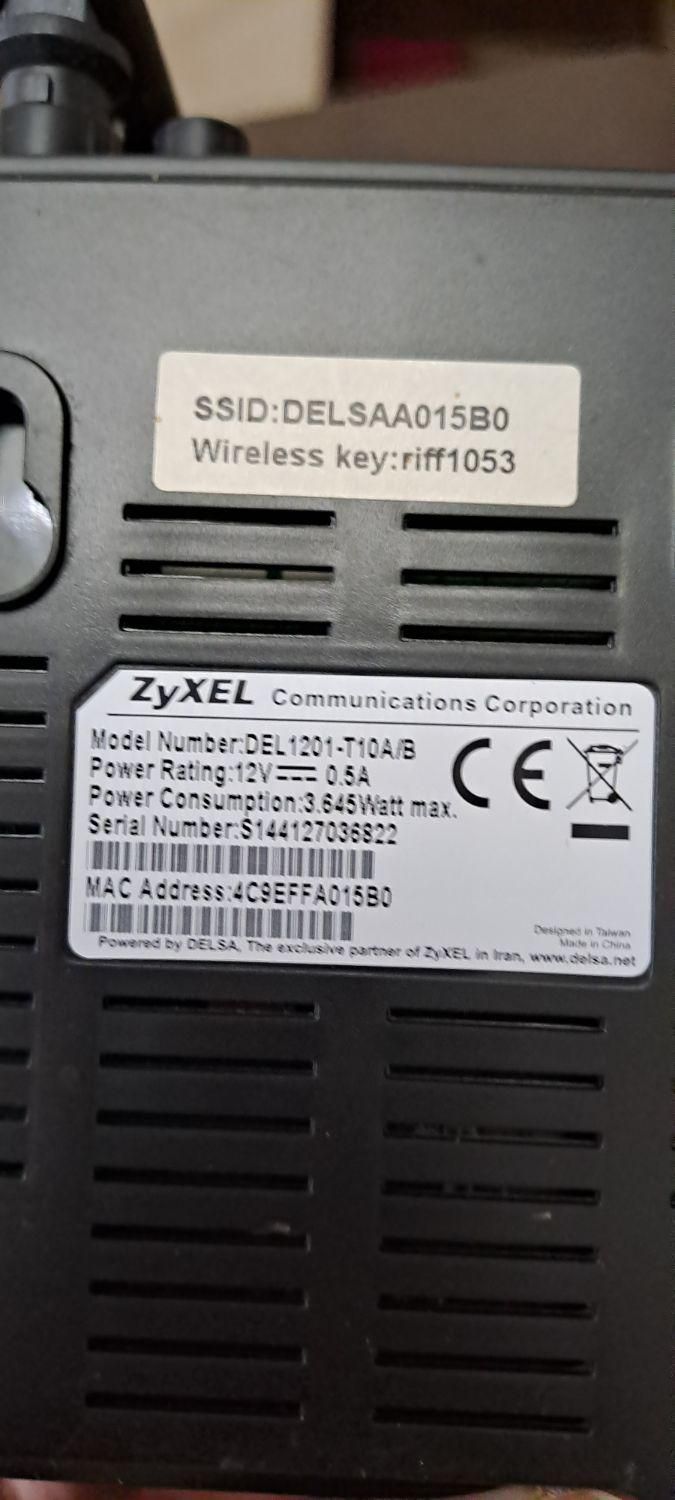 SSID:DELSAA015B0
Wireless key:riff1053
ZyXEL Communications Corporation
Model Number:DEL1201-T10A/B
Power Rating:12V⎓ 0.5A
Power Consumption:3.645Watt max.
Serial Number:S144127036822
MAC Address:4C9EFFA015B0
Designed in Taiwan
Made in China
Powered by DELSA, The exclusive partner of ZyXEL in Iran, www.delsa.net